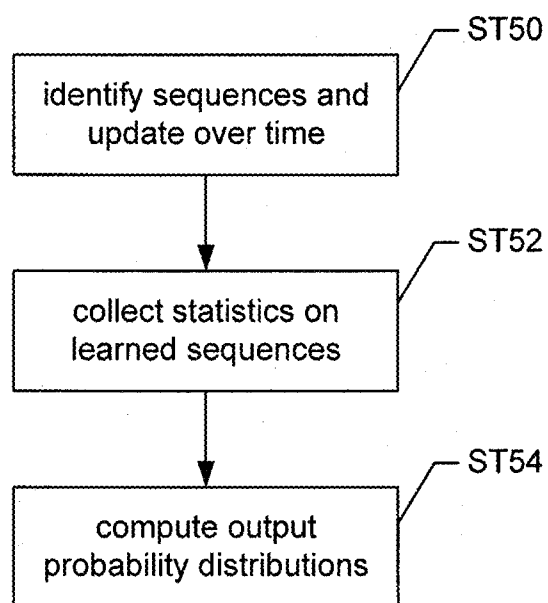 ST50
identify sequences and
update over time
ST52
collect statistics on
learned sequences
ST54
compute output
probability distributions